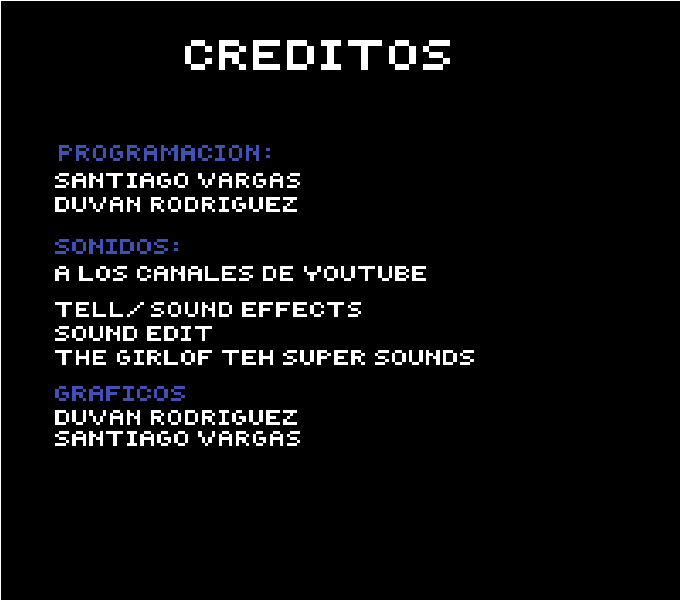 CREDITOS
PROGRAMACION:
SANTIAGO VARGAS
DUVAN RODRIGUEZ
SONIDOS:
A LOS CANALES DE YOUTUBE
TELL/SOUND EFFECTS
SOUND EDIT
THE GIRLOF TEH SUPER SOUNDS
GRAFICOS
DUVAN RODRIGUEZ
SANTIAGO VARGAS